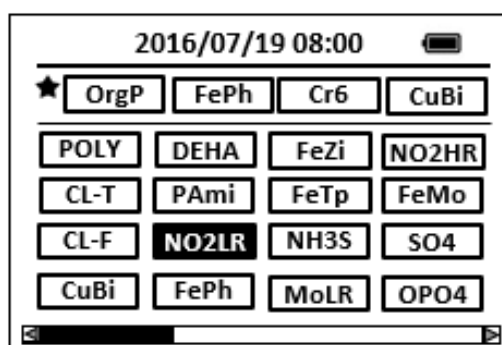 2016/07/19 08:00
OrgP FePh Cr6 CuBi
POLY DEHA FeZi NO2HR
CL-T PAmi FeTp FeMo
CL-F NO2LR NH3S SO4
CuBi FePh MoLR OPO4